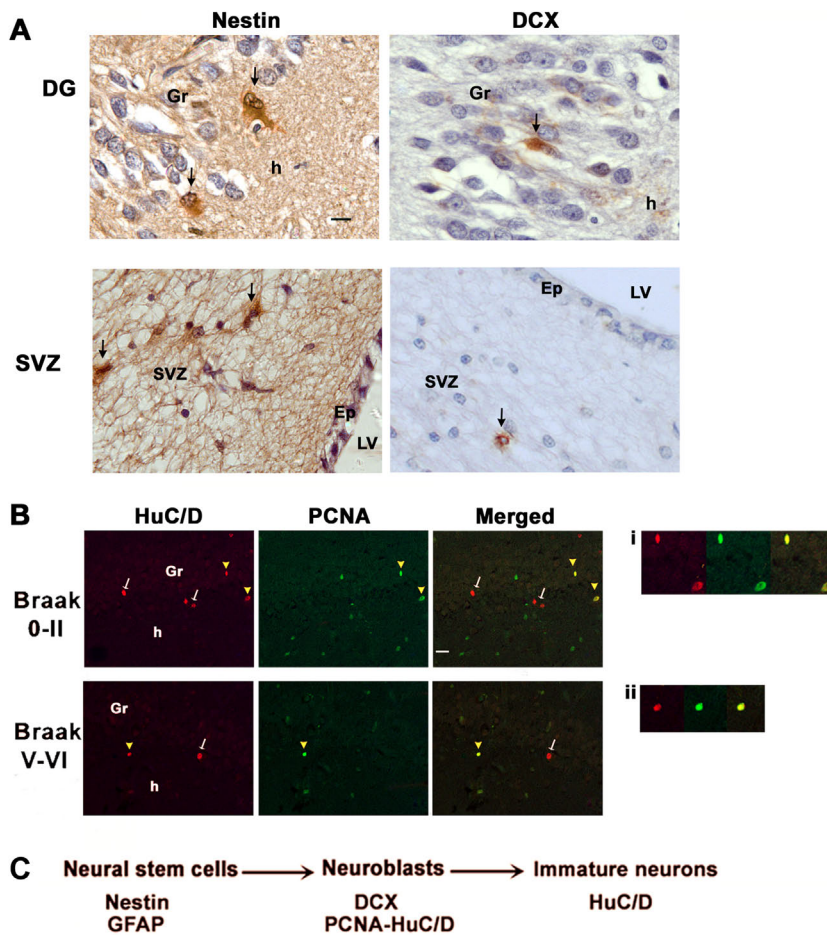 A
Nestin
DCX
DG
Gr
h
Gr
h
SVZ
SVZ
Ep
LV
Ep
LV
SVZ
B
HuC/D
PCNA
Merged
i
Braak
0-II
Gr
h
ii
Braak
V-VI
Gr
h
C
Neural stem cells
Neuroblasts
Immature neurons
Nestin
DCX
HuC/D
GFAP
PCNA-HuC/D